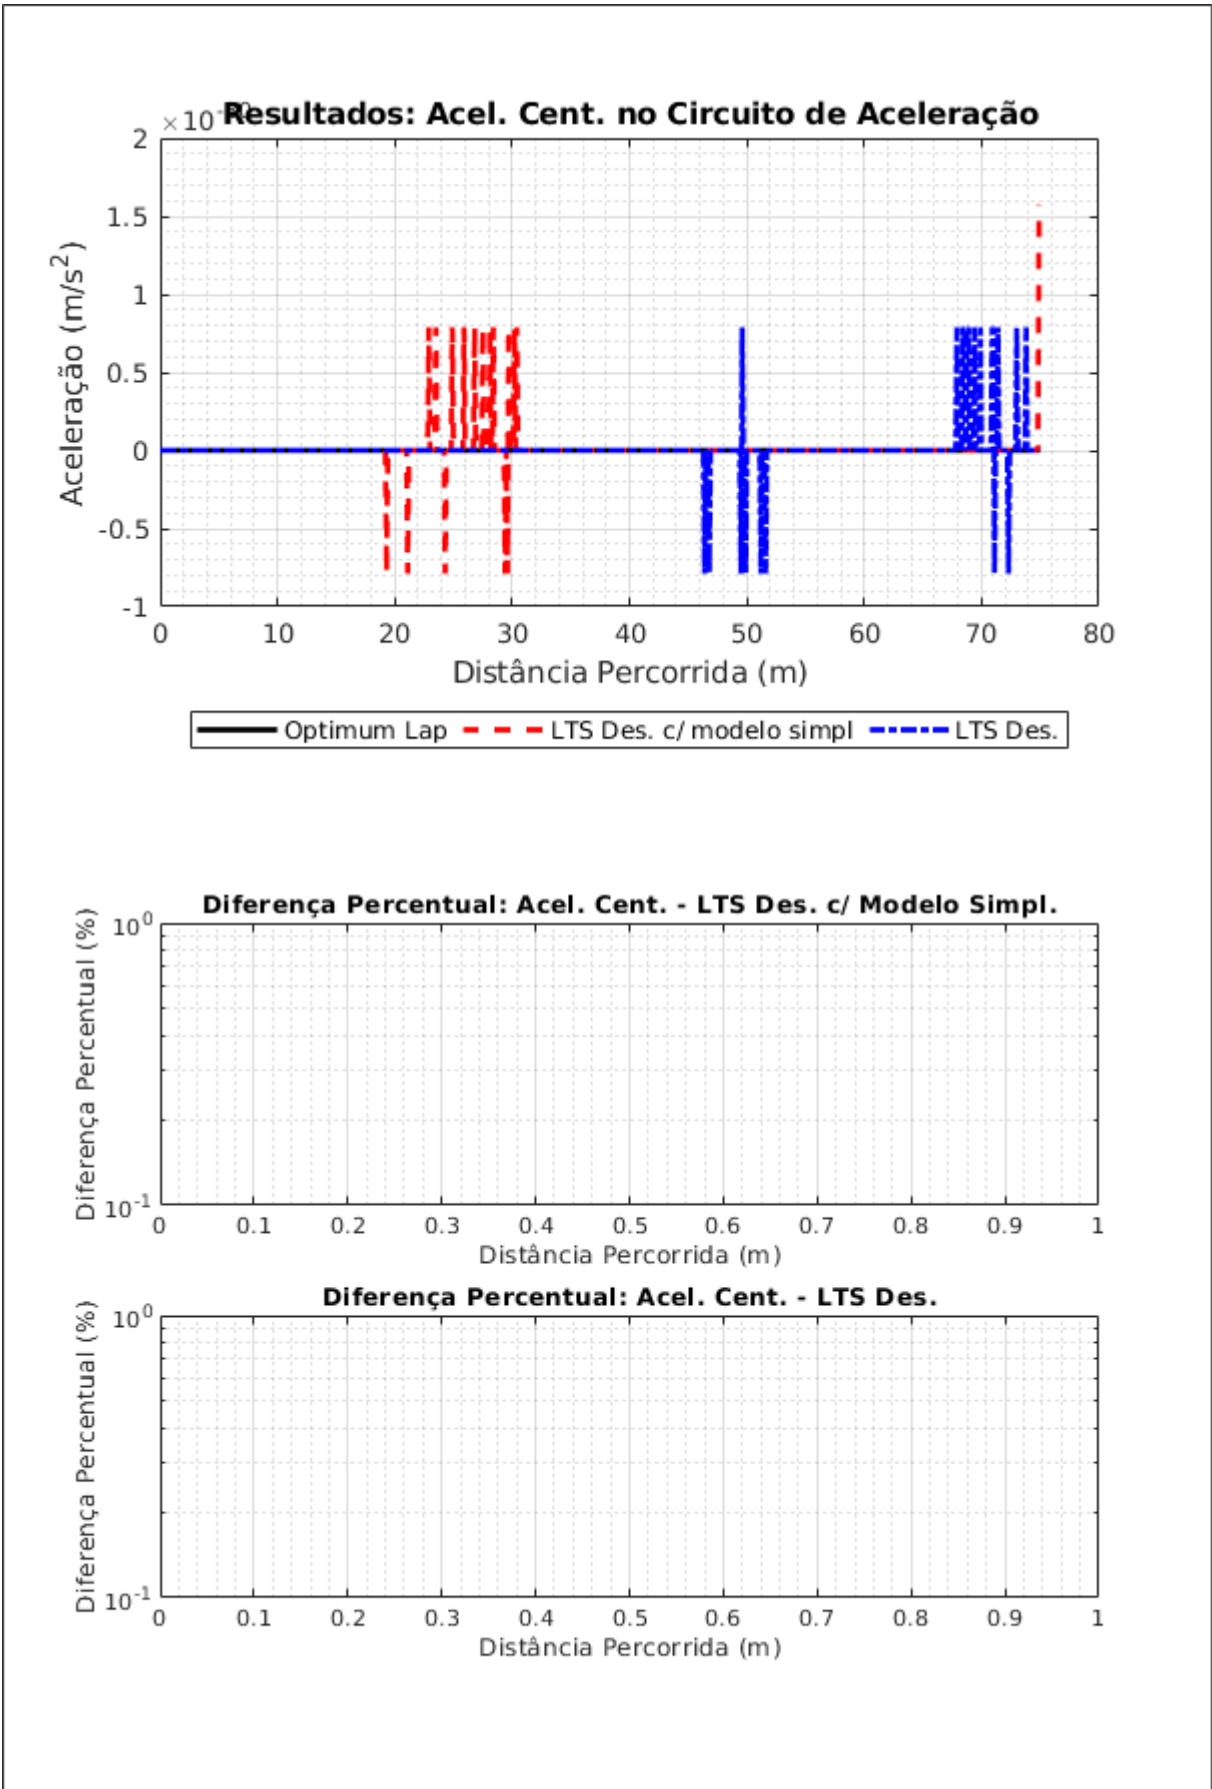 ×10
Resultados: Acel. Cent. no Circuito de Aceleração
2
1.5
1
0.5
0
-0.5
-1
Aceleração (m/s²)
0 10 20 30 40 50 60 70 80
Distância Percorrida (m)
Optimum Lap LTS Des. c/ modelo simpl LTS Des.
Diferença Percentual: Acel. Cent. - LTS Des. c/ Modelo Simpl.
10⁰
10⁻¹
Diferença Percentual (%)
0 0.1 0.2 0.3 0.4 0.5 0.6 0.7 0.8 0.9 1
Distância Percorrida (m)
Diferença Percentual: Acel. Cent. - LTS Des.
10⁰
10⁻¹
Diferença Percentual (%)
0 0.1 0.2 0.3 0.4 0.5 0.6 0.7 0.8 0.9 1
Distância Percorrida (m)